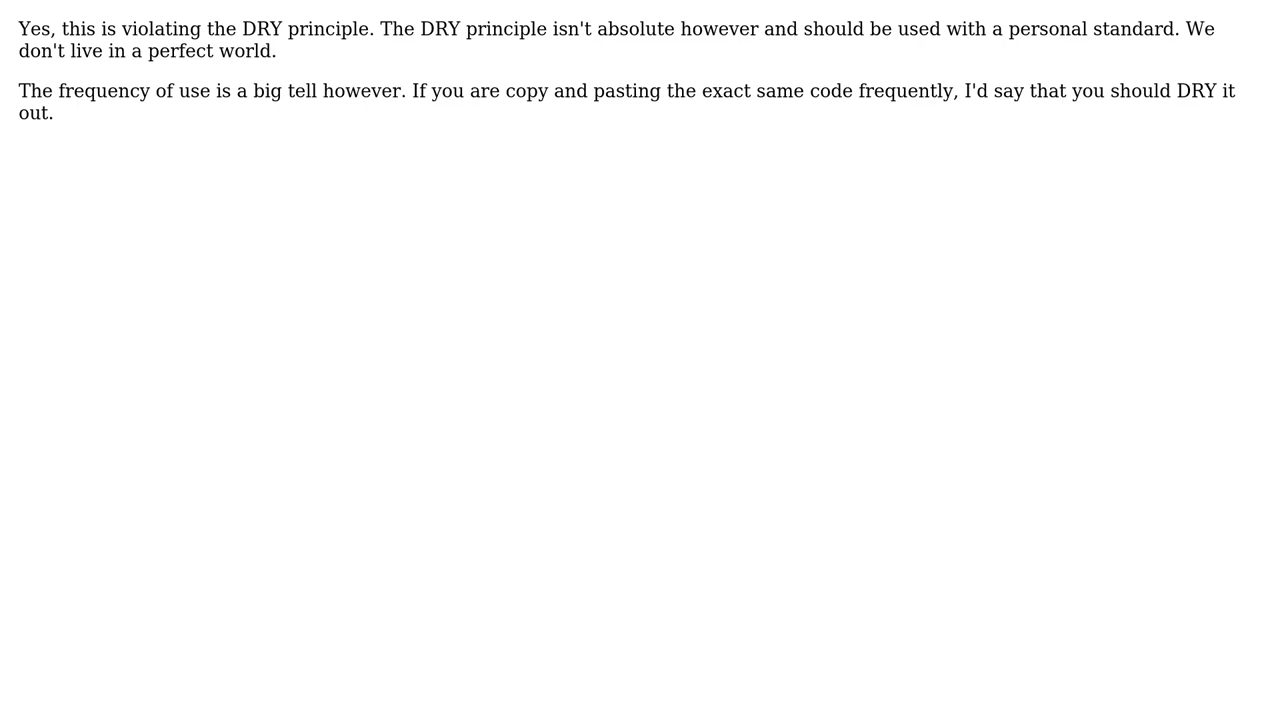 Yes, this is violating the DRY principle. The DRY principle isn't absolute however and should be used with a personal standard. We
don't live in a perfect world.
The frequency of use is a big tell however. If you are copy and pasting the exact same code frequently, I'd say that you should DRY it
out.